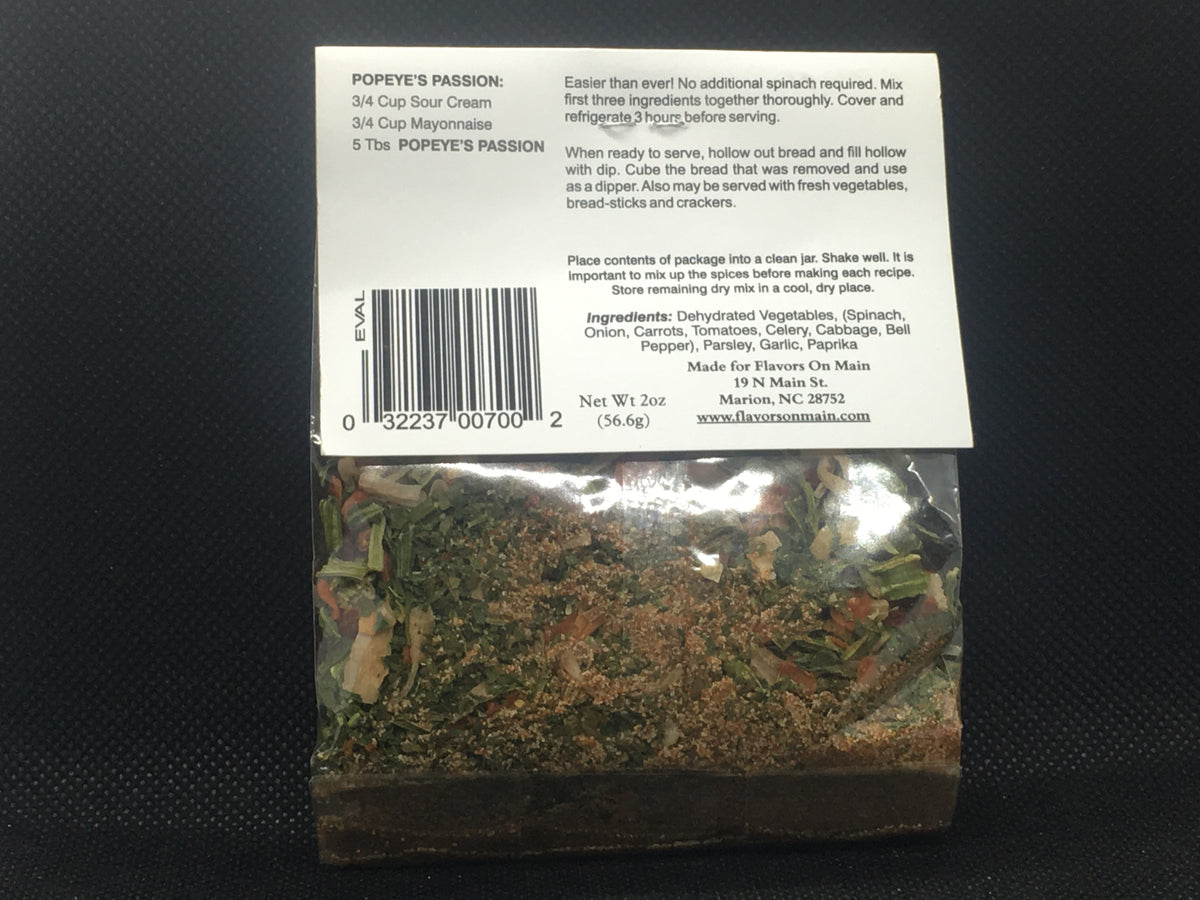 POPEYE'S PASSION:
3/4 Cup Sour Cream
3/4 Cup Mayonnaise
5 Tbs POPEYE'S PASSION
Easier than ever! No additional spinach required. Mix
first three ingredients together thoroughly. Cover and
refrigerate 3 hours before serving.
When ready to serve, hollow out bread and fill hollow
with dip. Cube the bread that was removed and use
as a dipper. Also may be served with fresh vegetables,
bread-sticks and crackers.
Place contents of package into a clean jar. Shake well. It is
important to mix up the spices before making each recipe.
Store remaining dry mix in a cool, dry place.
Ingredients: Dehydrated Vegetables, (Spinach,
Onion, Carrots, Tomatoes, Celery, Cabbage, Bell
Pepper), Parsley, Garlic, Paprika
Made for Flavors On Main
19 N Main St.
Marion, NC 28752
www.flavorsonmain.com
Net Wt 2oz
(56.6g)
EVAL
0 32237 00700 2